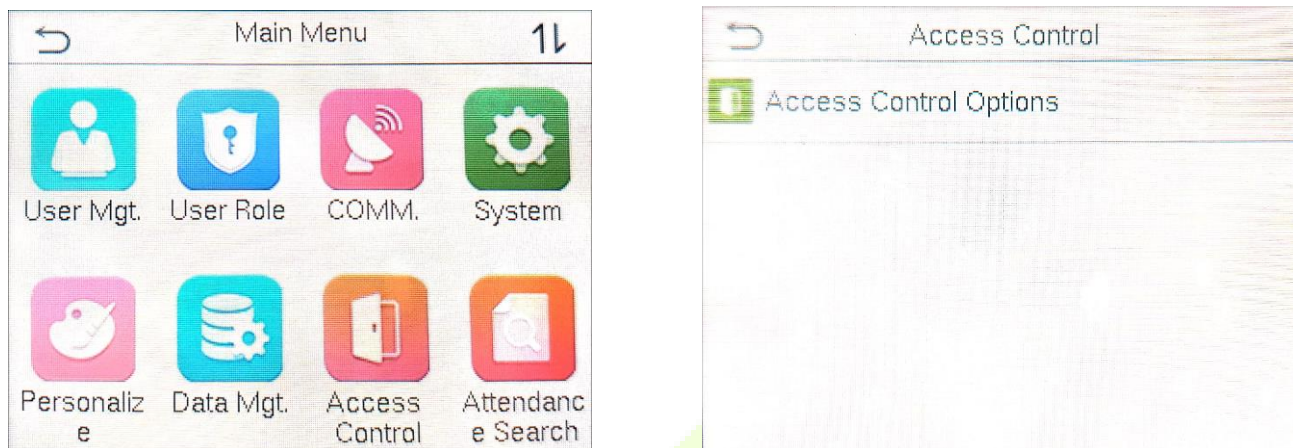 Main Menu
User Mgt.
User Role
COMM.
System
Personaliz
e
Data Mgt.
Access
Control
Attendanc
e Search
Access Control
Access Control Options